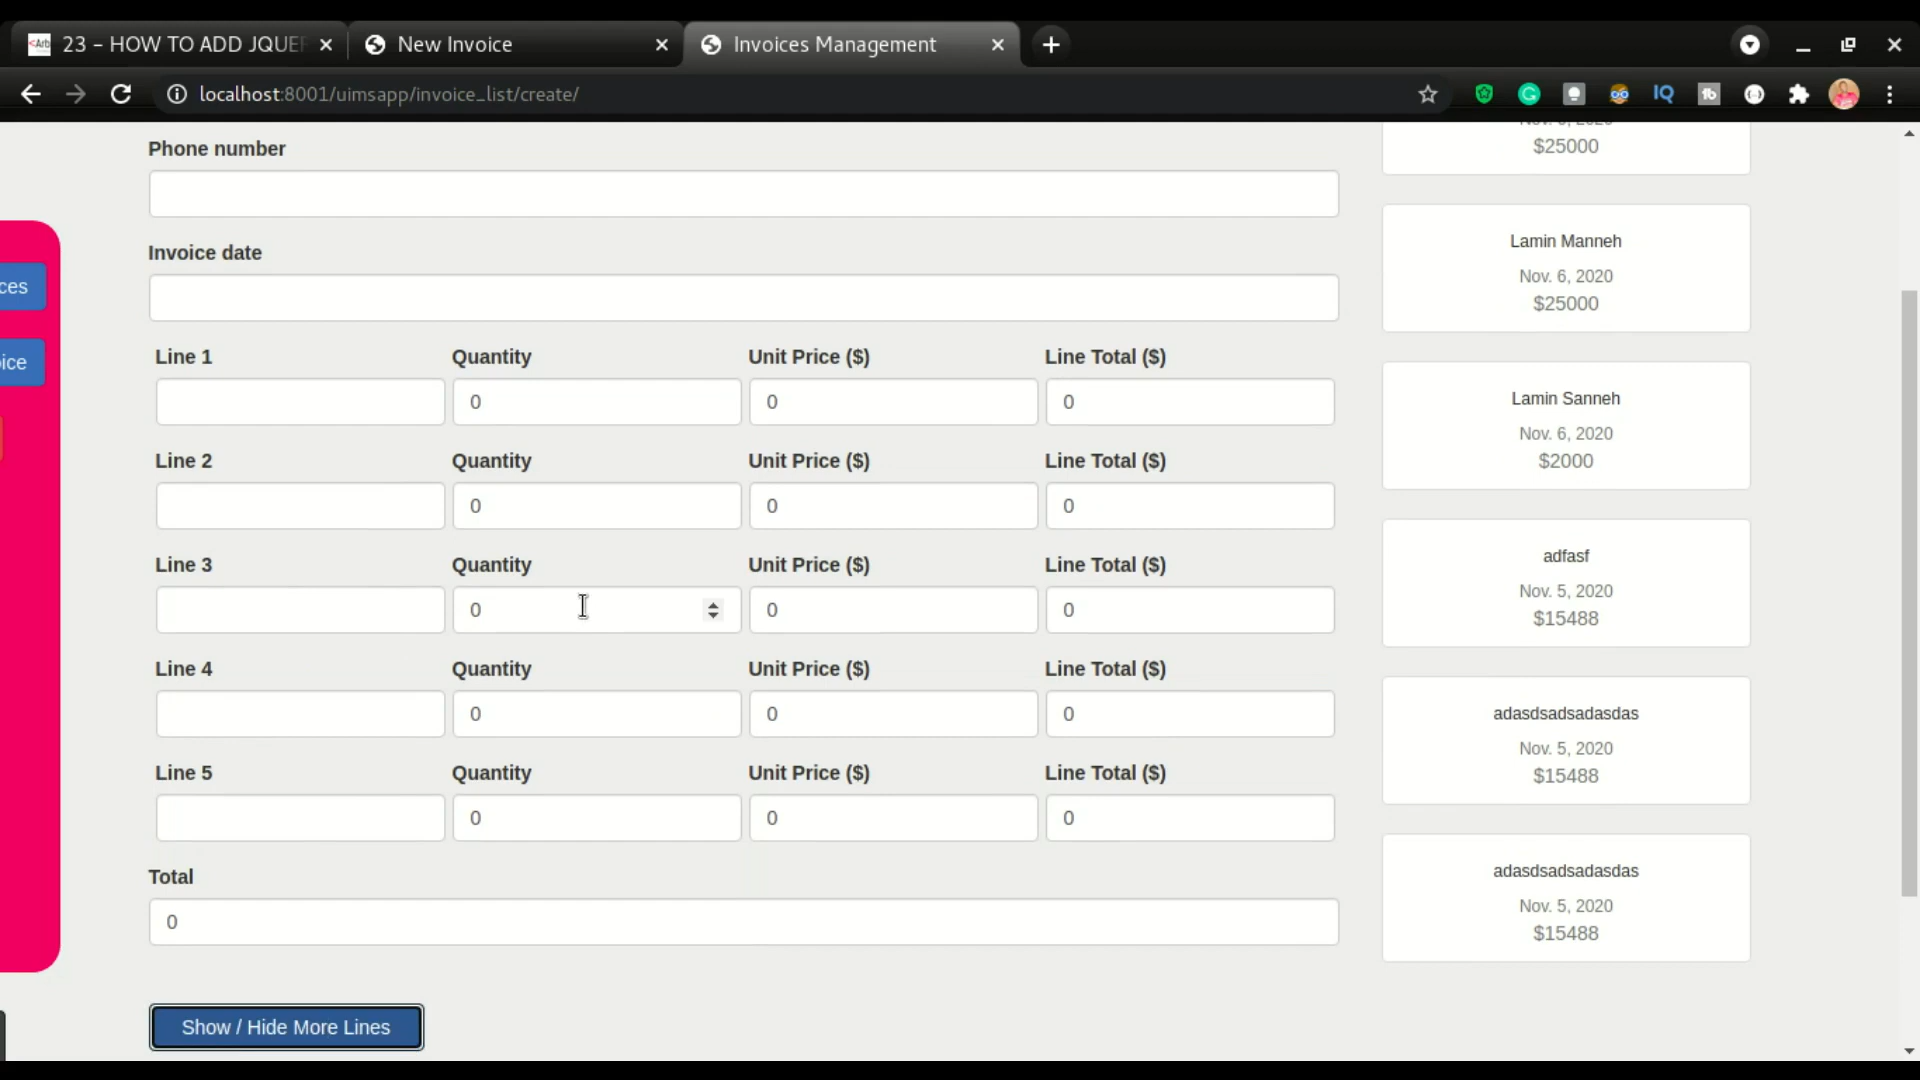 <Arb 23 – HOW TO ADD JQUE
New Invoice
Invoices Management
localhost:8001/uimsapp/invoice_list/create/
IQ
Phone number
Invoice date
Line 1 Quantity Unit Price ($) Line Total ($)
0 0 0
Line 2 Quantity Unit Price ($) Line Total ($)
0 0 0
Line 3 Quantity Unit Price ($) Line Total ($)
0 0 0
Line 4 Quantity Unit Price ($) Line Total ($)
0 0 0
Line 5 Quantity Unit Price ($) Line Total ($)
0 0 0
Total
0
Show / Hide More Lines
ces
oice
$25000
Lamin Manneh
Nov. 6, 2020
$25000
Lamin Sanneh
Nov. 6, 2020
$2000
adfasf
Nov. 5, 2020
$15488
adasdsadsadasdas
Nov. 5, 2020
$15488
adasdsadsadasdas
Nov. 5, 2020
$15488